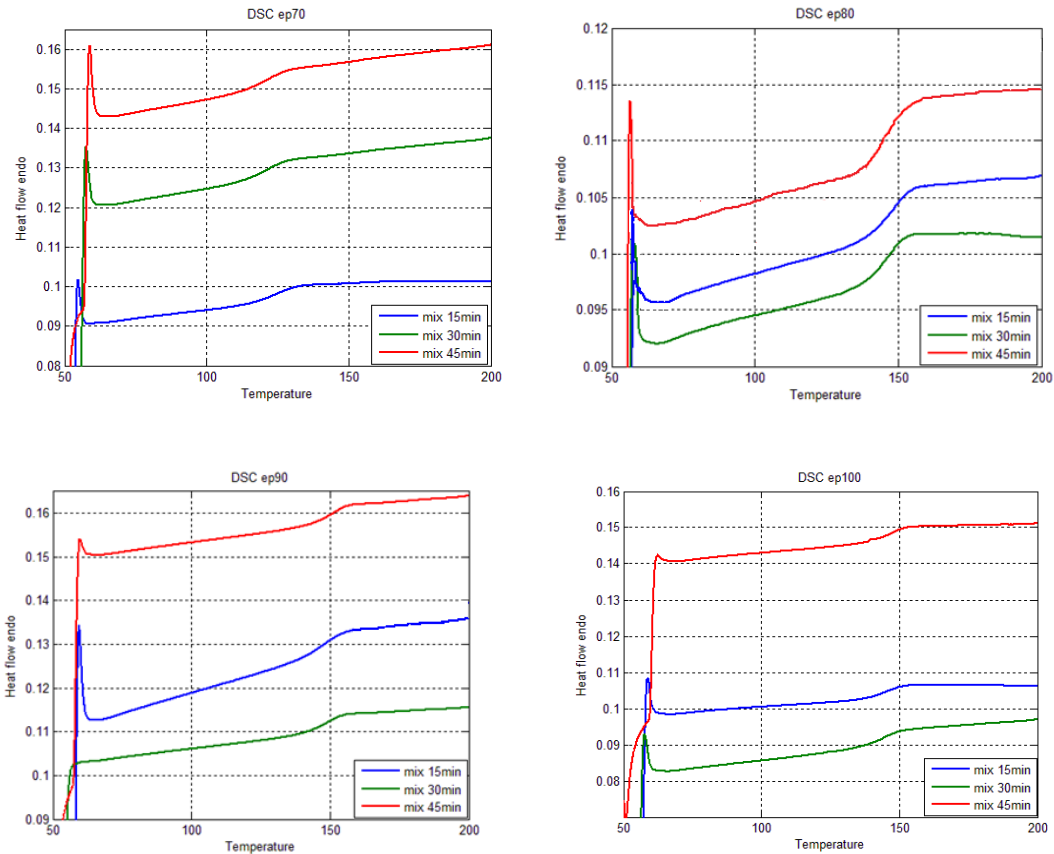 DSC ep70
0.16
0.15
0.14
0.13
0.12
0.11
0.1
0.09
0.08
Heat flow endo
50
100
150
200
Temperature
mix 15min
mix 30min
mix 45min
DSC ep80
0.12
0.115
0.11
0.105
0.1
0.095
0.09
Heat flow endo
50
100
150
200
Temperature
mix 15min
mix 30min
mix 45min
DSC ep90
0.16
0.15
0.14
0.13
0.12
0.11
0.1
0.09
Heat flow endo
50
100
150
200
Temperature
mix 15min
mix 30min
mix 45min
DSC ep100
0.16
0.15
0.14
0.13
0.12
0.11
0.1
0.09
0.08
Heat flow endo
50
100
150
200
Temperature
mix 15min
mix 30min
mix 45min